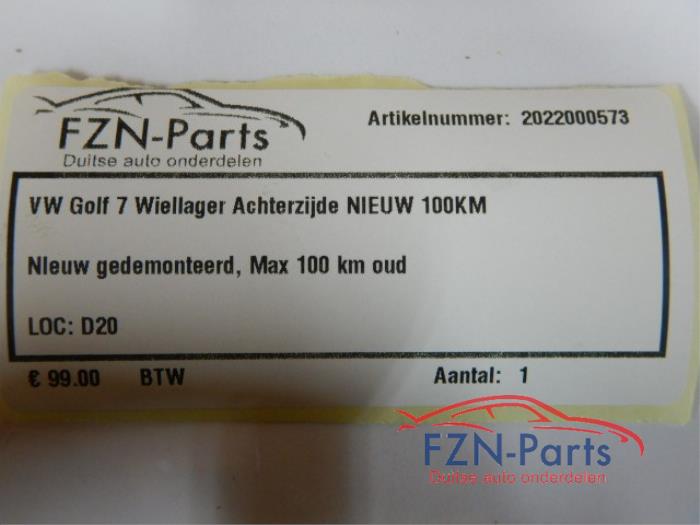 FZN-Parts
Duitse auto onderdelen
Artikelnummer: 2022000573
VW Golf 7 Wiellager Achterzijde NIEUW 100KM
NIeuw gedemonteerd, Max 100 km oud
LOC: D20
€ 99.00 BTW Aantal: 1
FZN-Parts
Duitse auto onderdelen